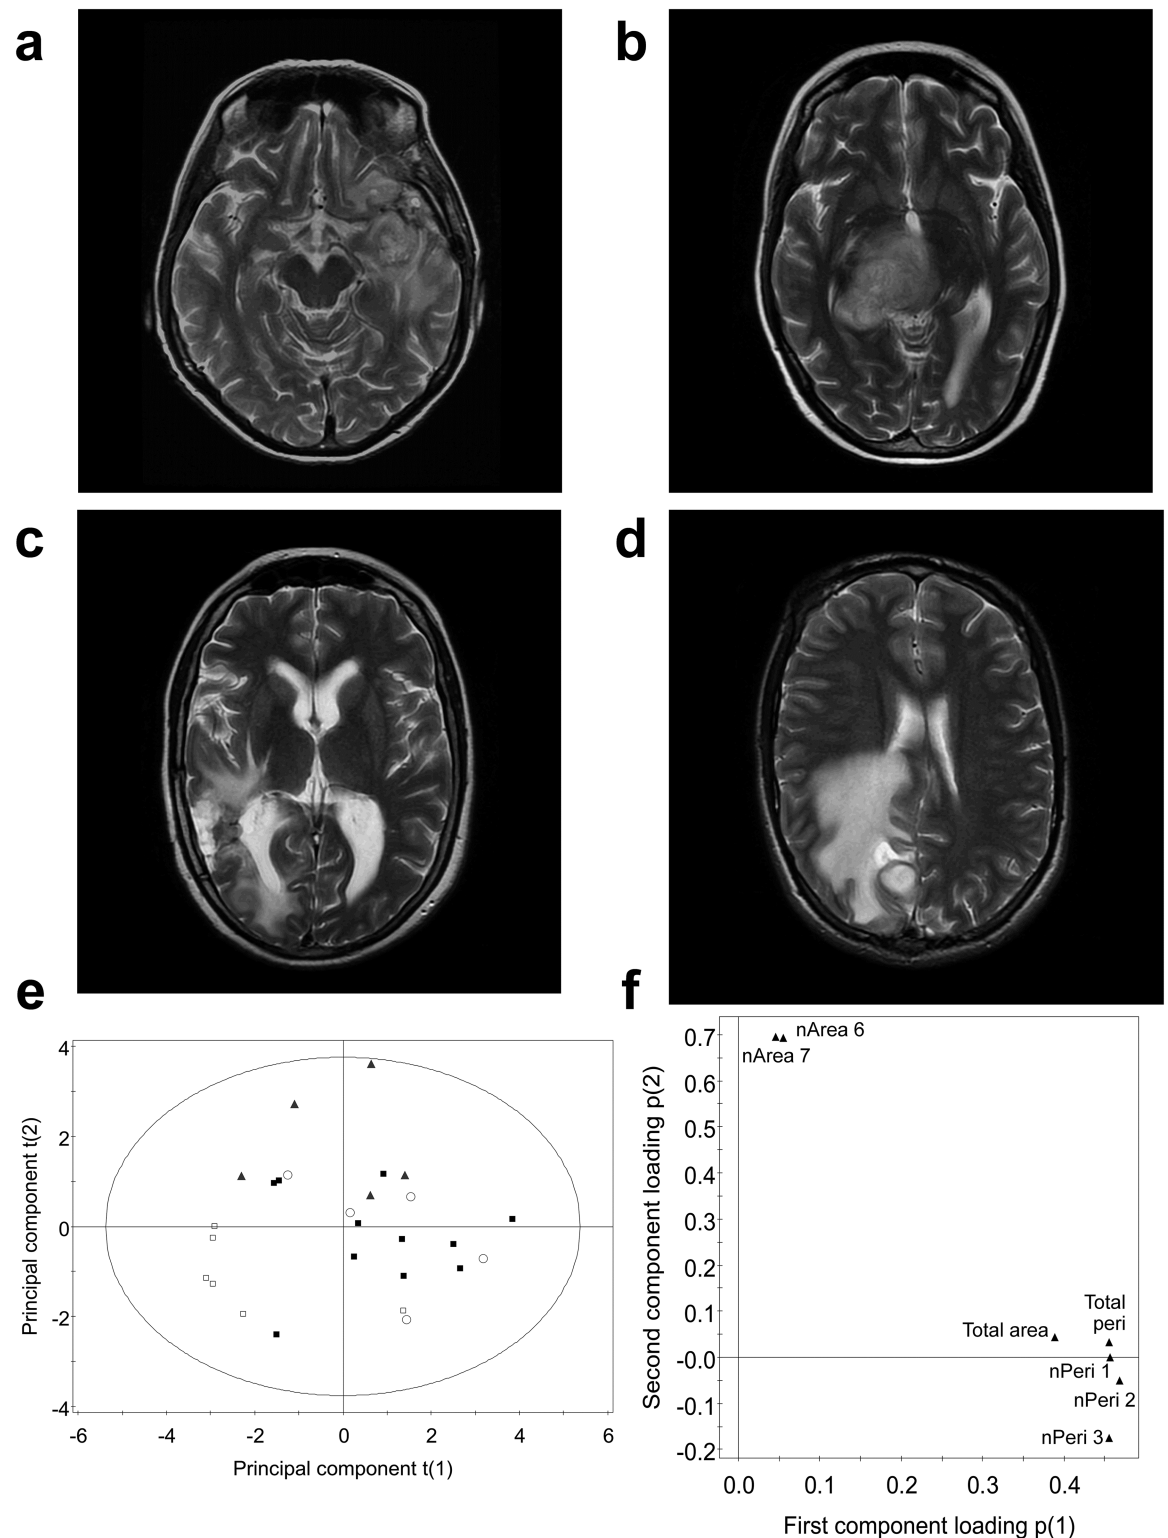 a
b
c
d
e
f
4
2
0
-2
-4
-6
-4
-2
0
2
4
6
Principal component t(2)
Principal component t(1)
0.7
0.6
0.5
0.4
0.3
0.2
0.1
-0.0
-0.1
-0.2
0.0
0.1
0.2
0.3
0.4
Second component loading p(2)
First component loading p(1)
nArea 6
nArea 7
Total
peri
Total area
nPeri 1
nPeri 2
nPeri 3